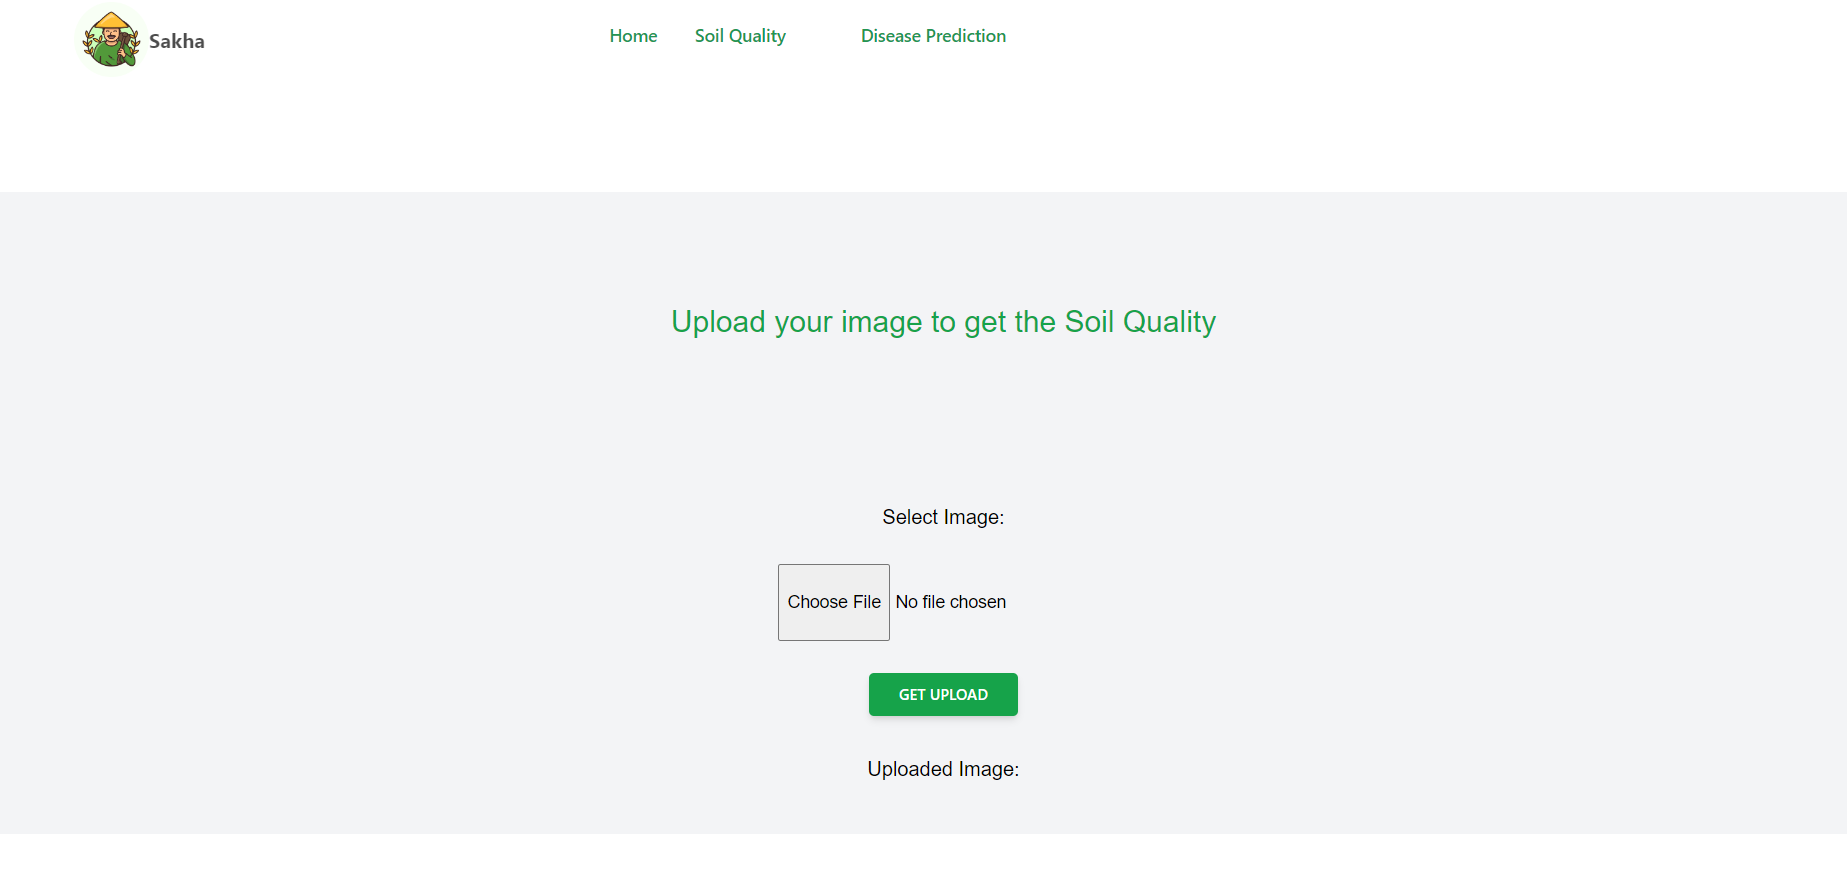 Sakha
Home Soil Quality Disease Prediction
Upload your image to get the Soil Quality
Select Image:
Choose File No file chosen
GET UPLOAD
Uploaded Image: